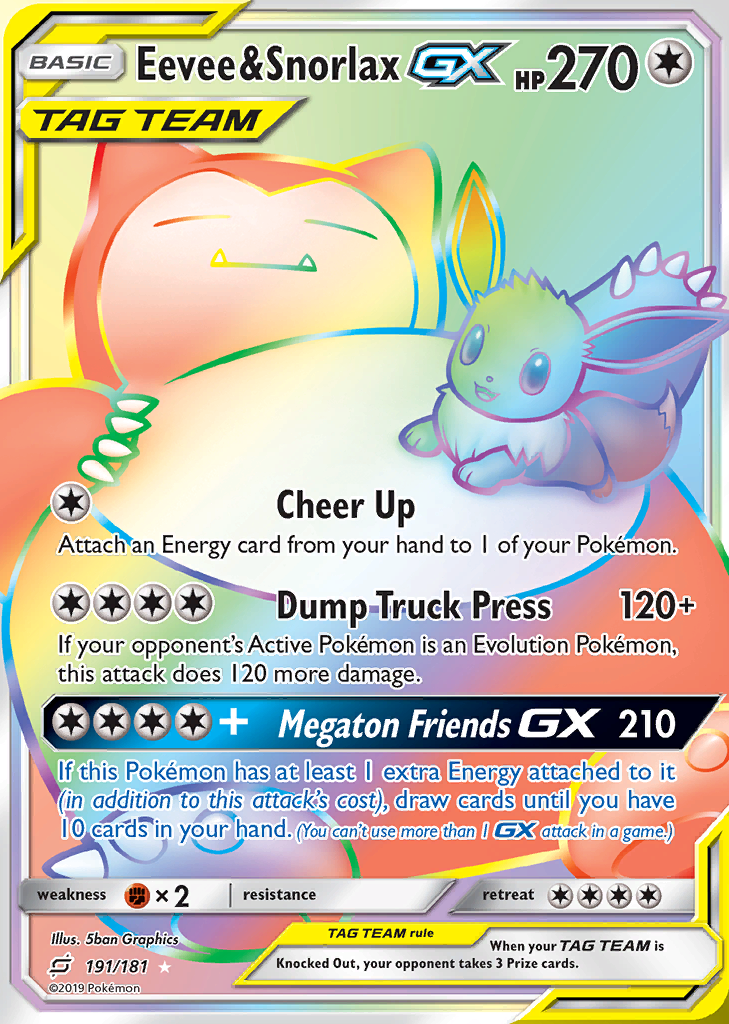 BASIC Eevee&Snorlax GX HP270
TAG TEAM
Cheer Up
Attach an Energy card from your hand to 1 of your Pokémon.
Dump Truck Press 120+
If your opponent's Active Pokémon is an Evolution Pokémon,
this attack does 120 more damage.
+ Megaton Friends GX 210
If this Pokémon has at least 1 extra Energy attached to it
(in addition to this attack's cost), draw cards until you have
10 cards in your hand. (You can't use more than 1 GX attack in a game.)
weakness ×2 resistance retreat
Illus. 5ban Graphics
191/181
©2019 Pokémon
TAG TEAM rule
When your TAG TEAM is
Knocked Out, your opponent takes 3 Prize cards.